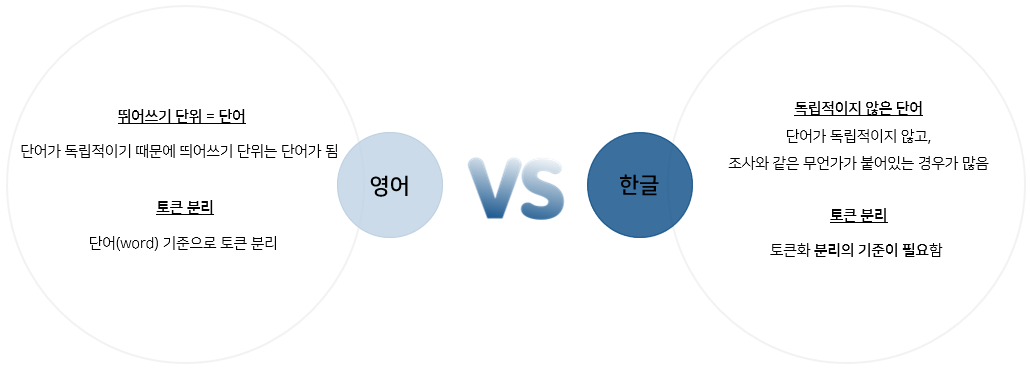 뛰어쓰기 단위 = 단어
단어가 독립적이기 때문에 띄어쓰기 단위는 단어가 됨
토큰 분리
단어(word) 기준으로 토큰 분리
영어
VS
한글
독립적이지 않은 단어
단어가 독립적이지 않고,
조사와 같은 무언가가 붙어있는 경우가 많음
토큰 분리
토큰화 분리의 기준이 필요함